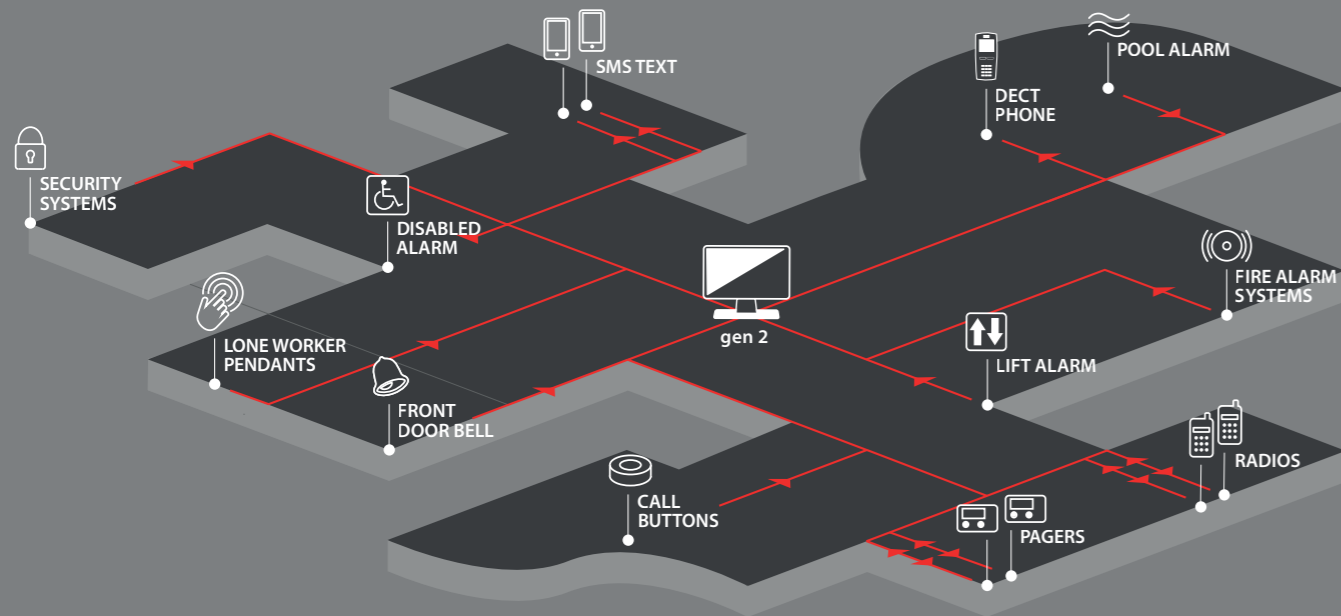 POOL ALARM
SMS TEXT
DECT
PHONE
SECURITY
SYSTEMS
DISABLED
ALARM
FIRE ALARM
SYSTEMS
gen 2
LONE WORKER
PENDANTS
LIFT ALARM
FRONT
DOOR BELL
RADIOS
CALL
BUTTONS
PAGERS